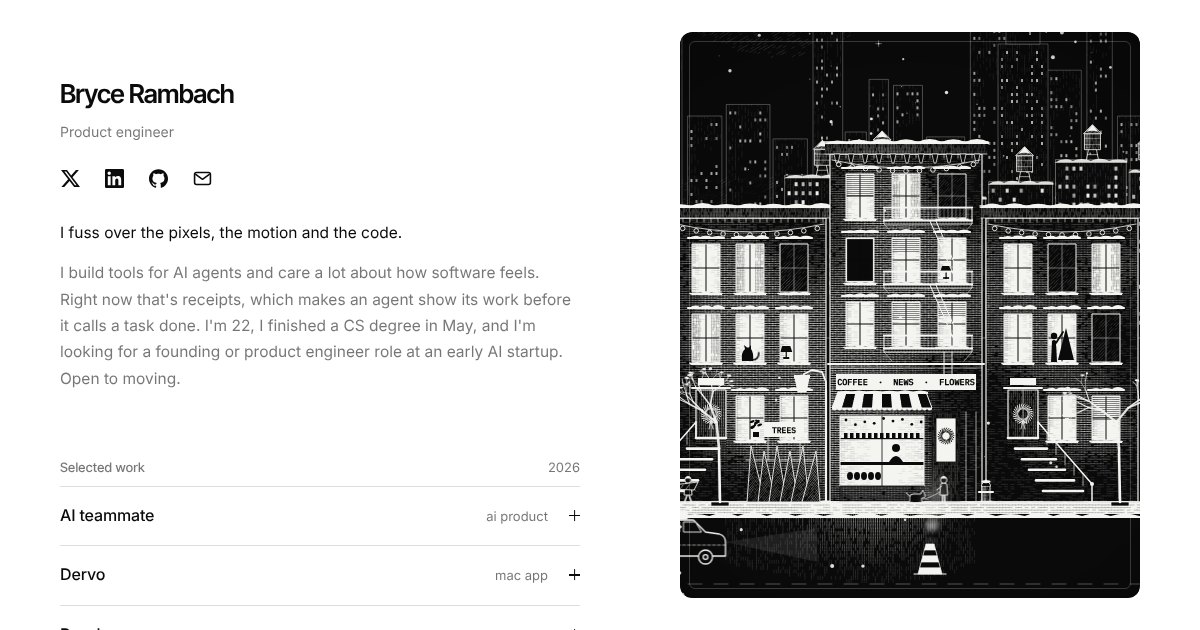 Bryce Rambach
Product engineer
I fuss over the pixels, the motion and the code.
I build tools for AI agents and care a lot about how software feels.
Right now that's receipts, which makes an agent show its work before
it calls a task done. I'm 22, I finished a CS degree in May, and I'm
looking for a founding or product engineer role at an early AI startup.
Open to moving.
Selected work 2026
AI teammate ai product
Dervo mac app
COFFEE · NEWS · FLOWERS
TREES